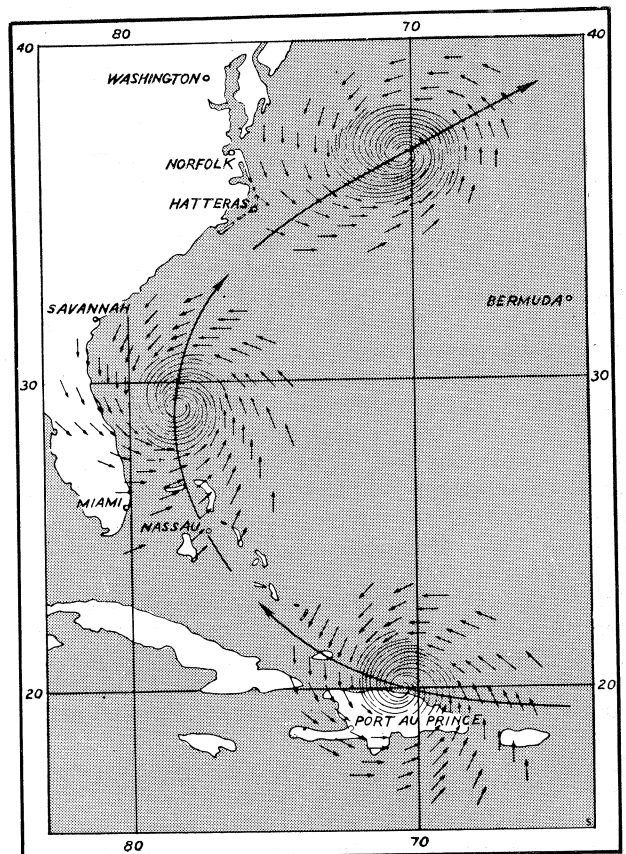 80
70
40
40
WASHINGTON
NORFOLK
HATTERAS
BERMUDA
SAVANNAH
30
30
MIAMI
NASSAU
20
20
PORT AU PRINCE
S.
80
70